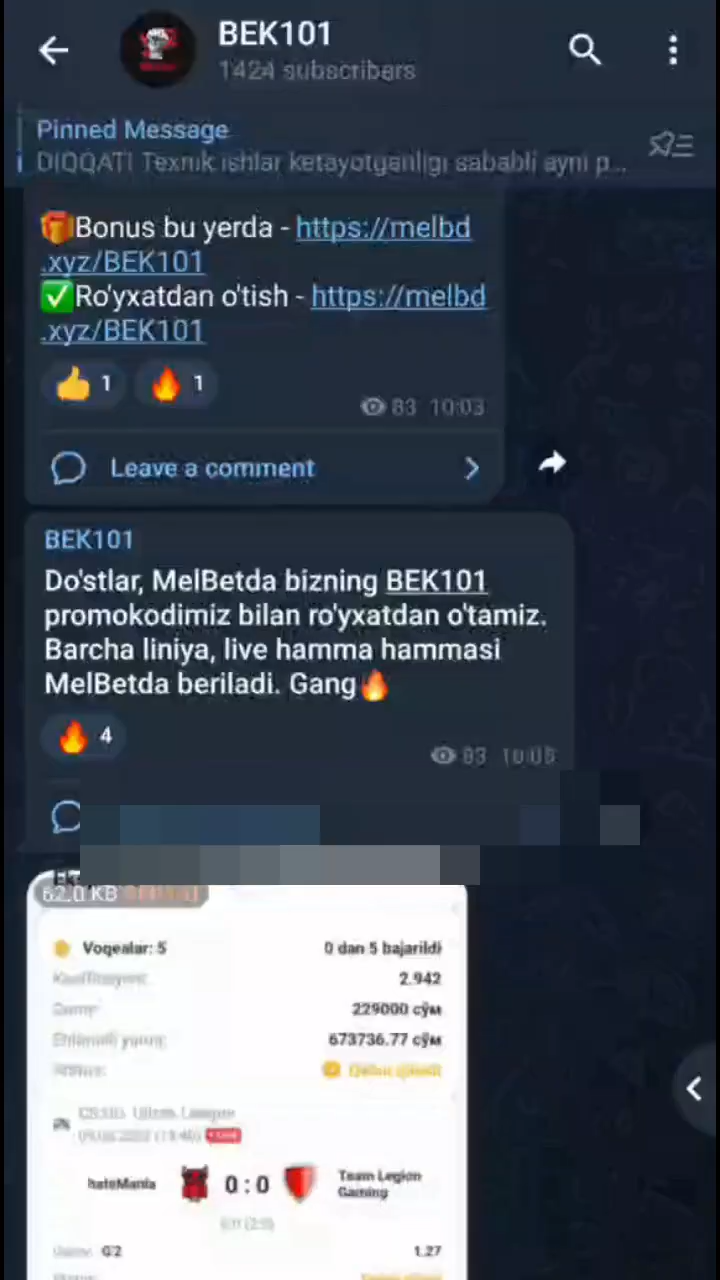 BEK101
1424 subscribers
Pinned Message
DIQQAT! Texnik ishlar ketayotganligi sababli ayni p...
🎁Bonus bu yerda - https://melbd
.xyz/BEK101
✅Ro'yxatdan o'tish - https://melbd
.xyz/BEK101
👍 1 🔥 1
83 10:03
Leave a comment
BEK101
Do'stlar, MelBetda bizning BEK101
promokodimiz bilan ro'yxatdan o'tamiz.
Barcha liniya, live hamma hammasi
MelBetda beriladi. Gang🔥
🔥 4
83
62.0 KB
Voqealar: 5 0 dan 5 bajarildi
2.942
229000 сўм
673736.77 сўм
hateMania 0 : 0 Team Legion
Gaming
G2 1.27